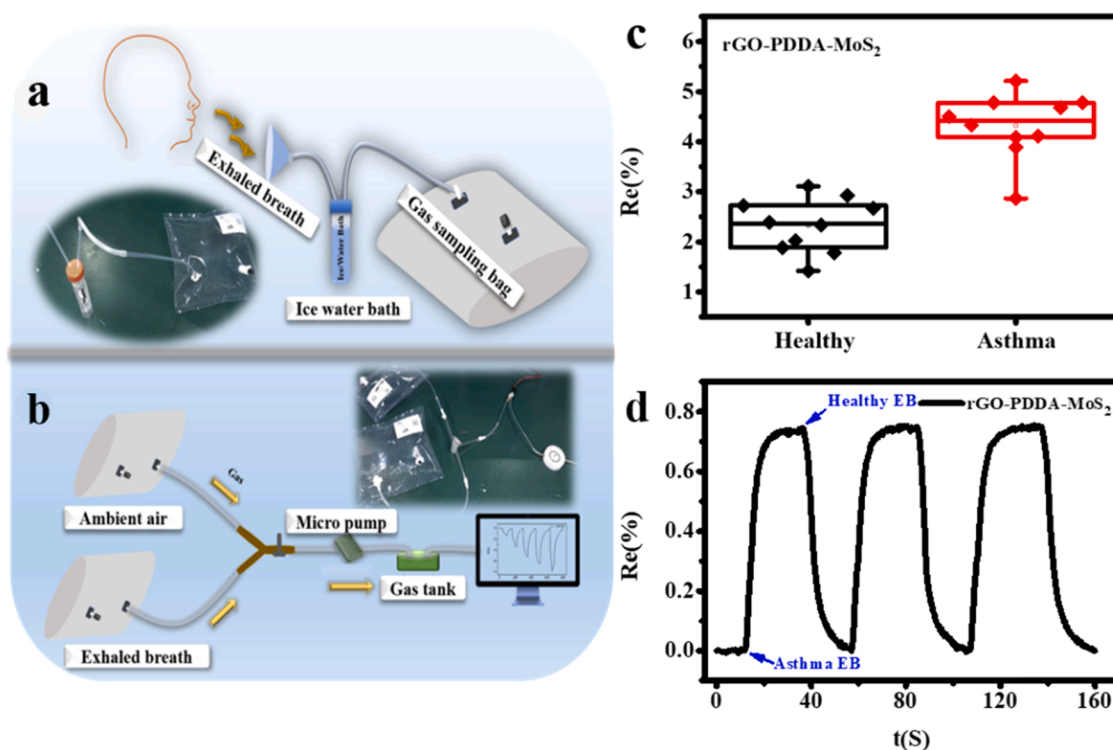 a
Exhaled breath
Ice/Water Bath
Gas sampling bag
Ice water bath
b
Gas
Ambient air
Micro pump
Gas tank
Exhaled breath
c
rGO-PDDA-MoS₂
Re(%)
6
5
4
3
2
1
Healthy
Asthma
d
Healthy EB
rGO-PDDA-MoS₂
Re(%)
0.8
0.6
0.4
0.2
0.0
Asthma EB
0
40
80
120
160
t(S)